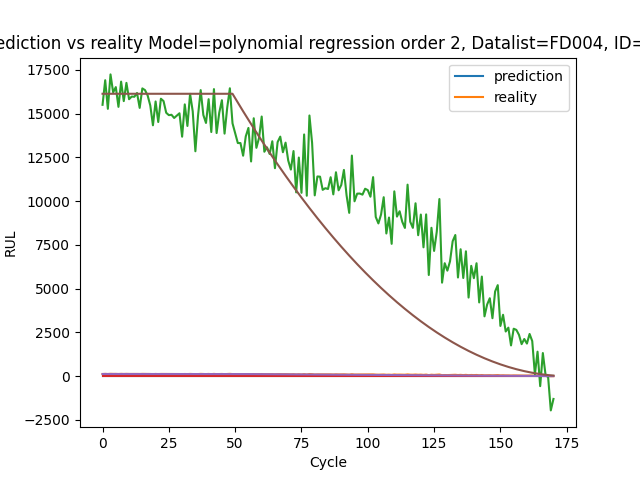 ediction vs reality Model=polynomial regression order 2, Datalist=FD004, ID=
17500
15000
12500
10000
7500
5000
2500
0
−2500
RUL
prediction
reality
0 25 50 75 100 125 150 175
Cycle